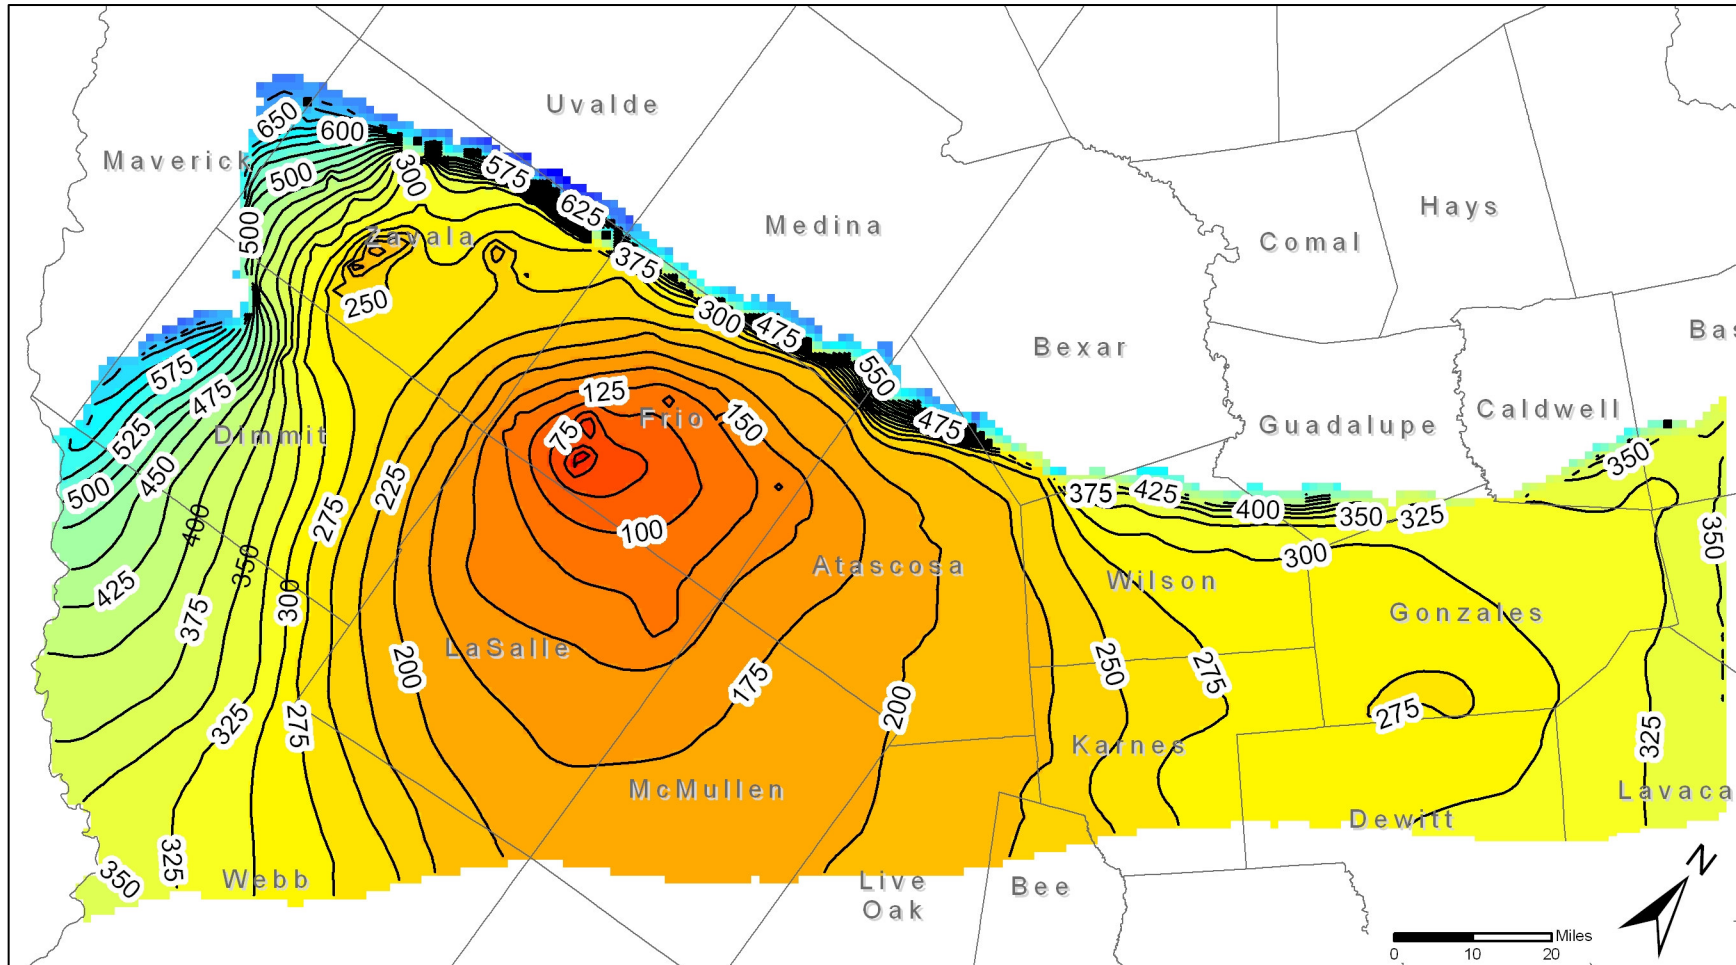 Uvalde
650
600
Maverick
300
575
500
625
Hays
500
Medina
Zavala
Comal
375
250
300
475
Bas
Bexar
575
550
475
125
Caldwell
Frio
150
475
Guadalupe
525
Dimmit
75
350
450
500
375
425
400
350
325
225
275
400
100
350
300
350
Atascosa
Wilson
425
300
Gonzales
375
LaSalle
200
250
275
175
200
275
325
275
325
Karnes
McMullen
Lavaca
Dewitt
325
350
Webb
Live
Oak
Bee
N
Miles
0 10 20